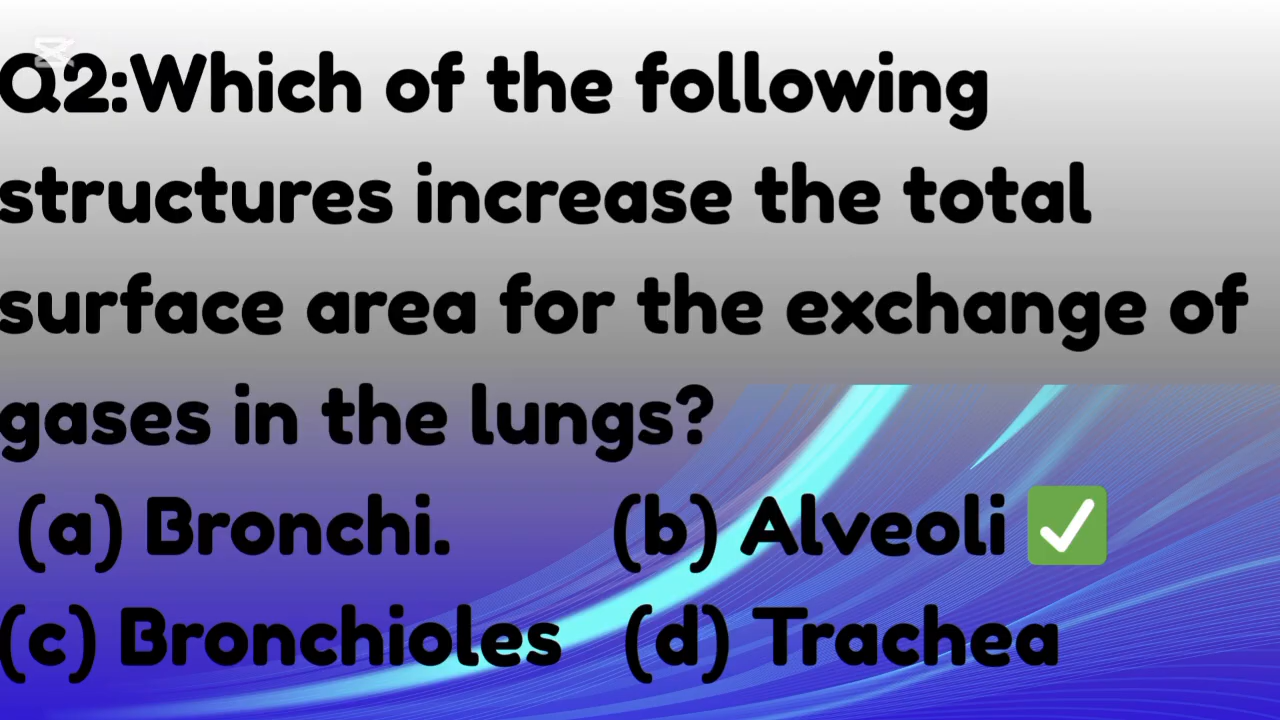 Q2:Which of the following
structures increase the total
surface area for the exchange of
gases in the lungs?
(a) Bronchi. (b) Alveoli ✅
(c) Bronchioles (d) Trachea